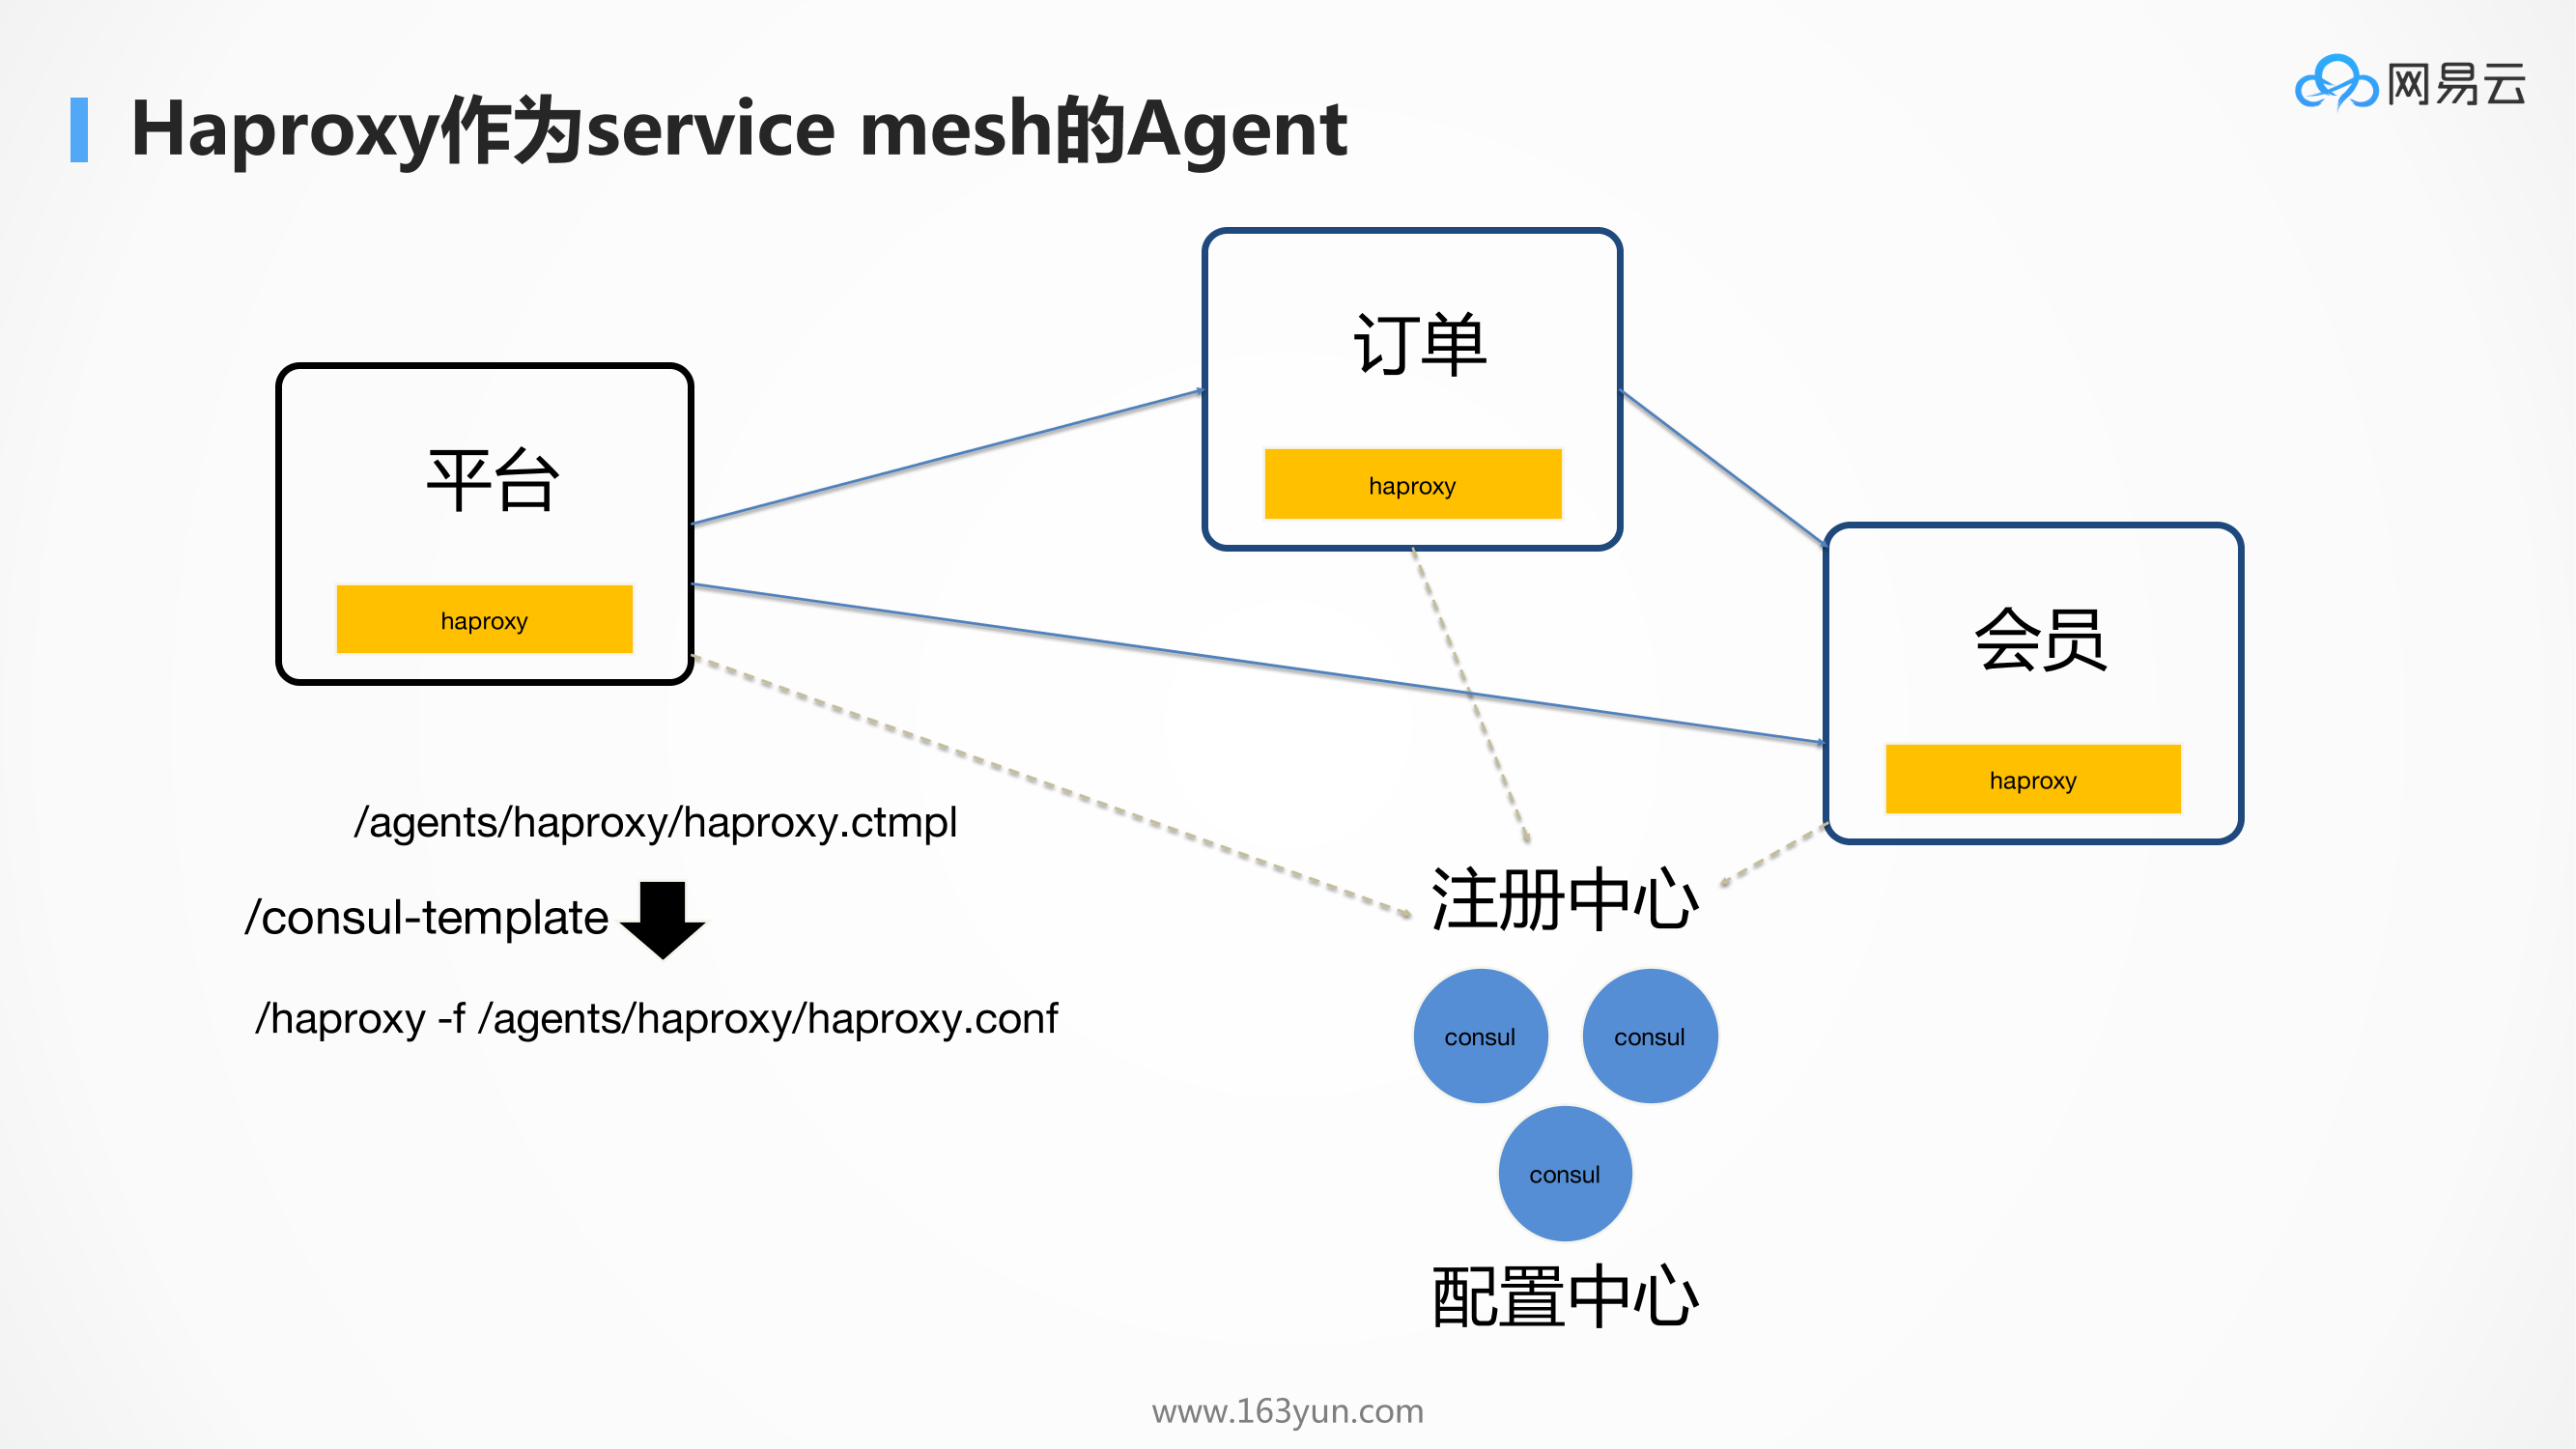 网易云
Haproxy作为service mesh的Agent
订单
haproxy
平台
haproxy
会员
haproxy
/agents/haproxy/haproxy.ctmpl
/consul-template
/haproxy -f /agents/haproxy/haproxy.conf
注册中心
consul
consul
consul
配置中心
www.163yun.com